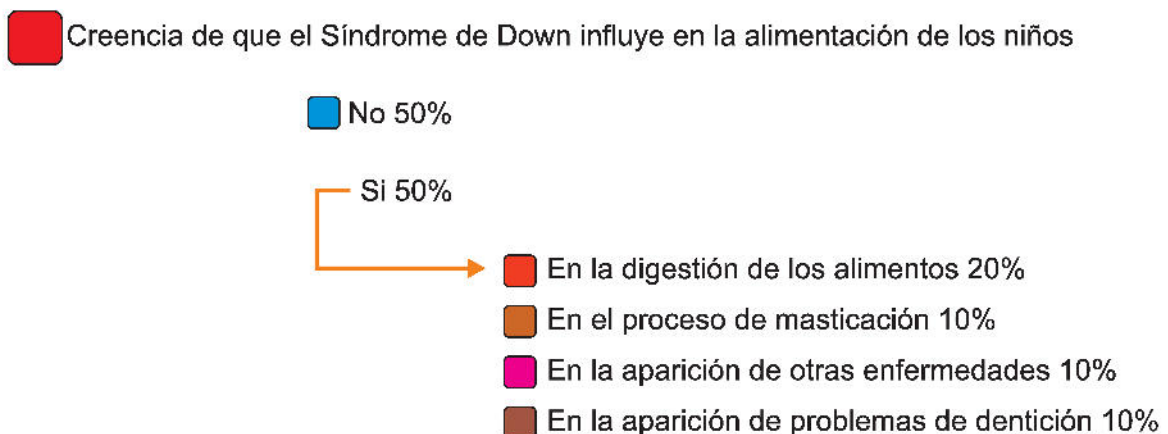 Creencia de que el Síndrome de Down influye en la alimentación de los niños
No 50%
Si 50%
En la digestión de los alimentos 20%
En el proceso de masticación 10%
En la aparición de otras enfermedades 10%
En la aparición de problemas de dentición 10%